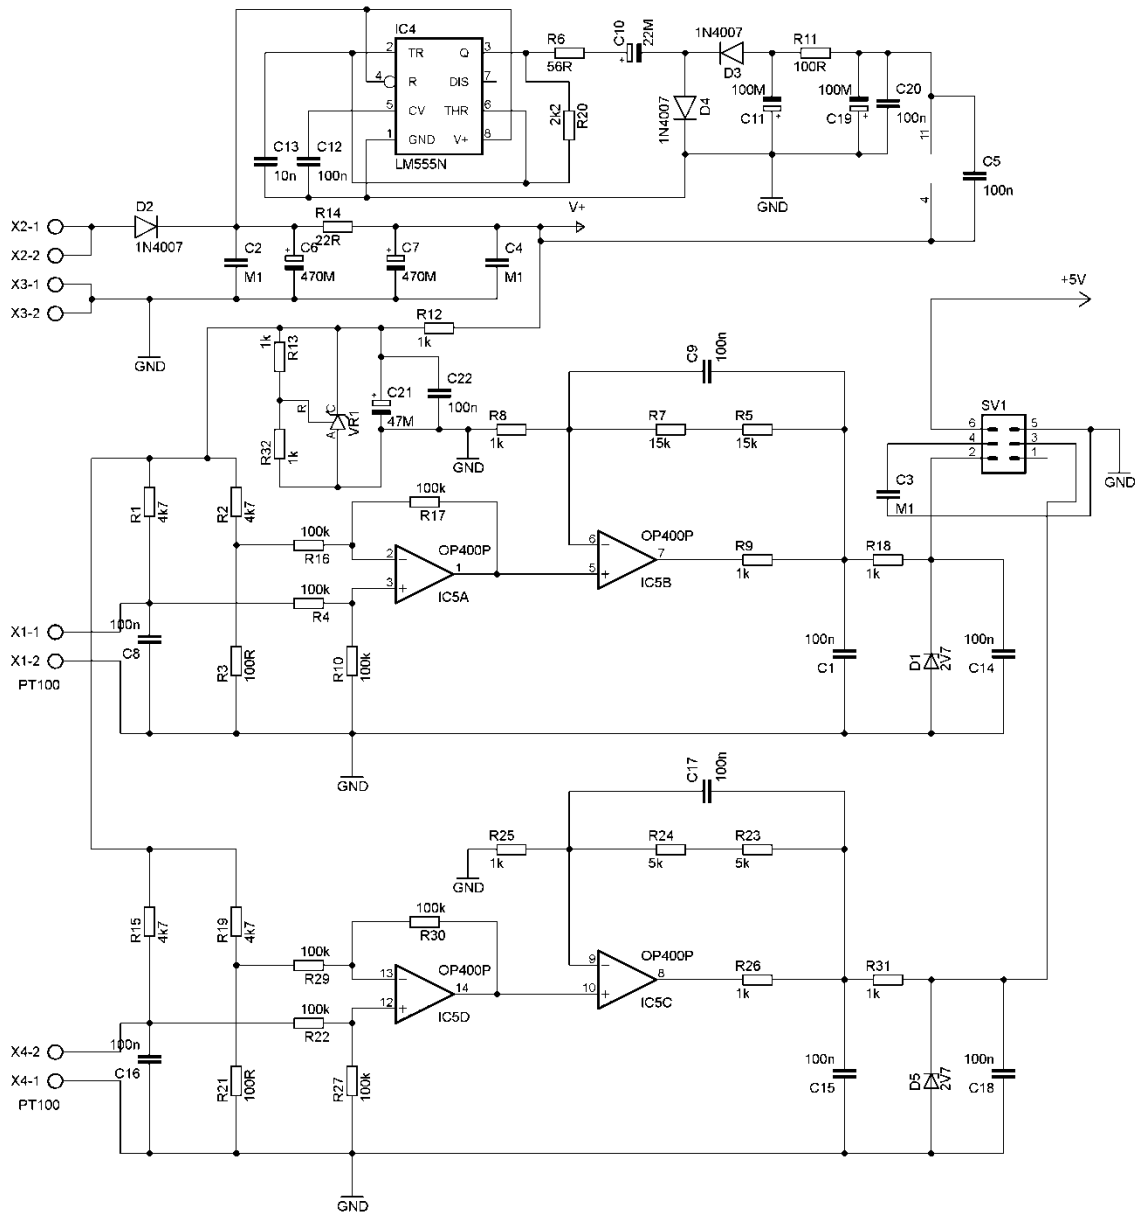 IC4
2 TR Q 3
4 R DIS 7
5 CV THR 6
1 GND V+ 8
LM555N
R6
56R
C10
22M
+
1N4007
D3
R11
100R
1N4007
D4
100M
C11
+
100M
C19
+
C20
100n
2k2
R20
C13
10n
C12
100n
11
4
C5
100n
GND
X2-1
X2-2
X3-1
X3-2
D2
1N4007
C2
M1
+
C6
470M
R14
22R
+
C7
470M
C4
M1
V+
GND
+5V
R12
1k
1k
R13
R
C
A
VR1
R32
1k
+
C21
47M
C22
100n
GND
R8
1k
C9
100n
R7
15k
R5
15k
SV1
6 5
4 3
2 1
GND
C3
M1
R1
4k7
R2
4k7
100k
R17
100k
R16
100k
R4
2
3
1
OP400P
IC5A
6
5
7
OP400P
IC5B
R9
1k
R18
1k
X1-1
X1-2
PT100
100n
C8
R3
100R
R10
100k
100n
C1
D1
2V7
100n
C14
GND
C17
100n
R25
1k
R24
5k
R23
5k
GND
R15
4k7
R19
4k7
100k
R30
100k
R29
100k
R22
13
12
14
OP400P
IC5D
9
10
8
OP400P
IC5C
R26
1k
R31
1k
X4-2
X4-1
PT100
100n
C16
R21
100R
R27
100k
100n
C15
D5
2V7
100n
C18
GND